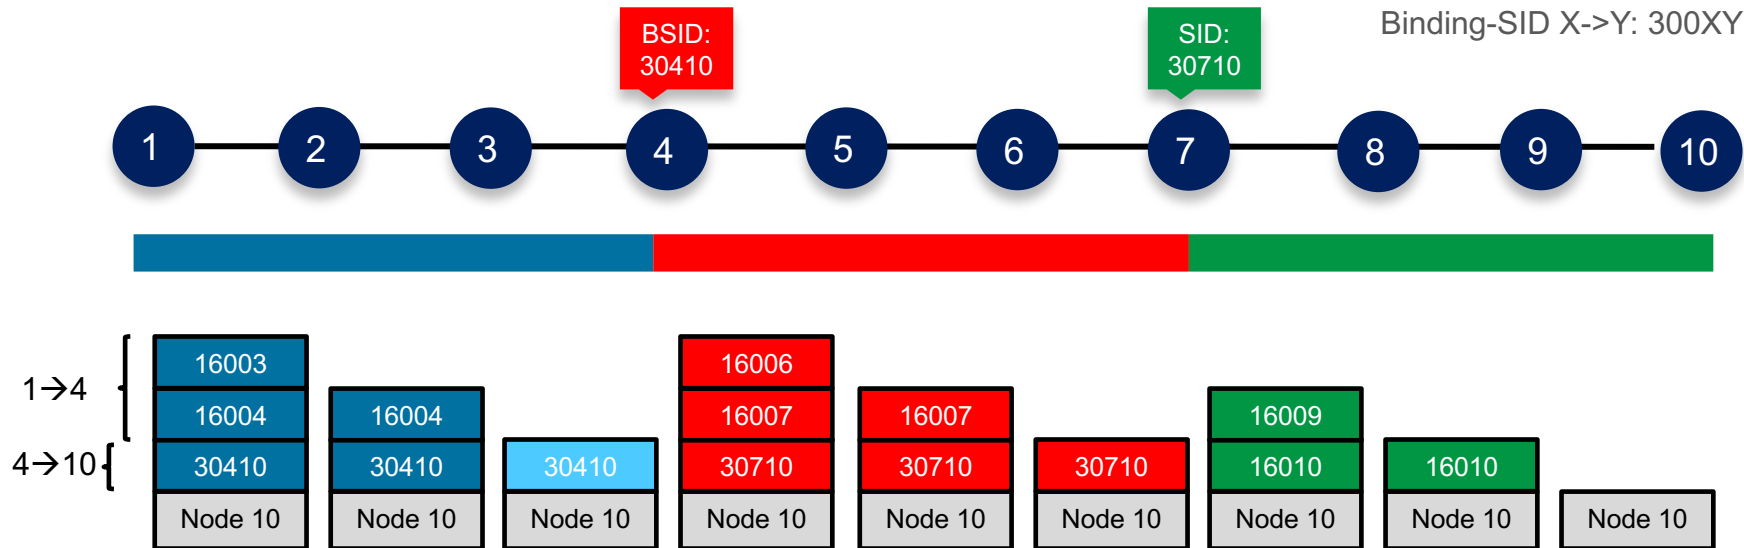 Binding-SID X->Y: 300XY
BSID:
30410
SID:
30710
1 2 3 4 5 6 7 8 9 10
16003 16006
1→4
16004 16004 16007 16007 16009
4→10
30410 30410 30410 30710 30710 30710 16010 16010
Node 10 Node 10 Node 10 Node 10 Node 10 Node 10 Node 10 Node 10 Node 10